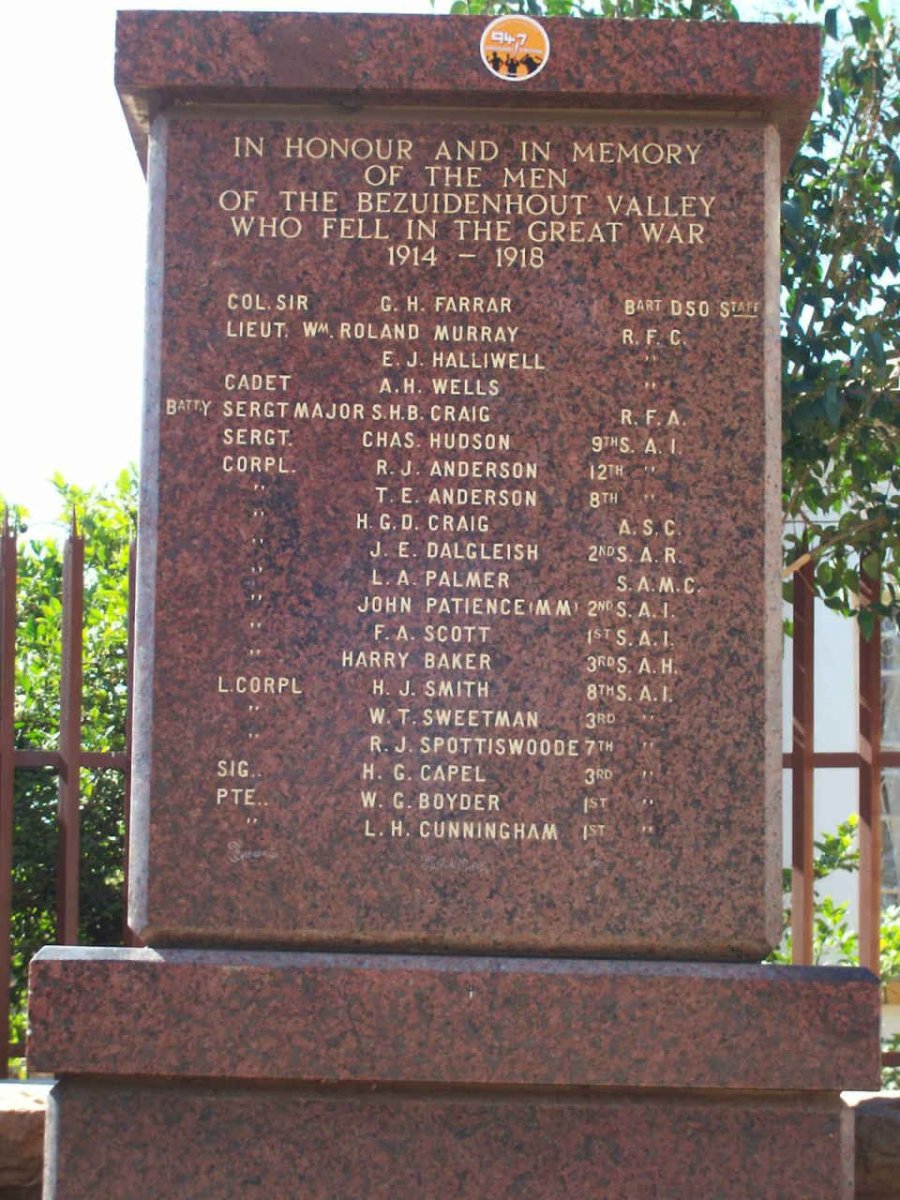 947
IN HONOUR AND IN MEMORY
OF THE MEN
OF THE BEZUIDENHOUT VALLEY
WHO FELL IN THE GREAT WAR
1914 – 1918
COL. SIR G. H. FARRAR BART DSO STAFF
LIEUT. WM. ROLAND MURRAY R. F. C.
E. J. HALLIWELL "
CADET A. H. WELLS "
BATTY SERGT MAJOR S.H.B. CRAIG R. F. A.
SERGT. CHAS. HUDSON 9TH S. A. I.
CORPL. R. J. ANDERSON 12TH "
" T. E. ANDERSON 8TH "
" H. G. D. CRAIG A. S. C.
" J. E. DALGLEISH 2ND S. A. R.
" L. A. PALMER S.A.M.C.
" JOHN PATIENCE (MM) 2ND S. A. I.
" F. A. SCOTT 1ST S. A. I.
" HARRY BAKER 3RD S. A. H.
L. CORPL H. J. SMITH 8TH S. A. I.
" W. T. SWEETMAN 3RD "
" R. J. SPOTTISWOODE 7TH "
SIG.. H. G. CAPEL 3RD "
PTE.. W. G. BOYDER 1ST "
" L. H. CUNNINGHAM 1ST "